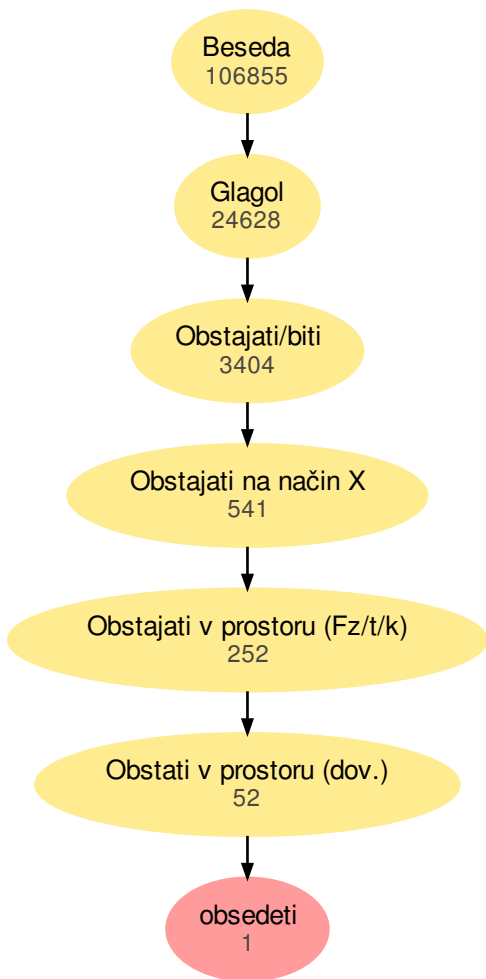 Beseda
106855
Glagol
24628
Obstajati/biti
3404
Obstajati na način X
541
Obstajati v prostoru (Fz/t/k)
252
Obstati v prostoru (dov.)
52
obsedeti
1